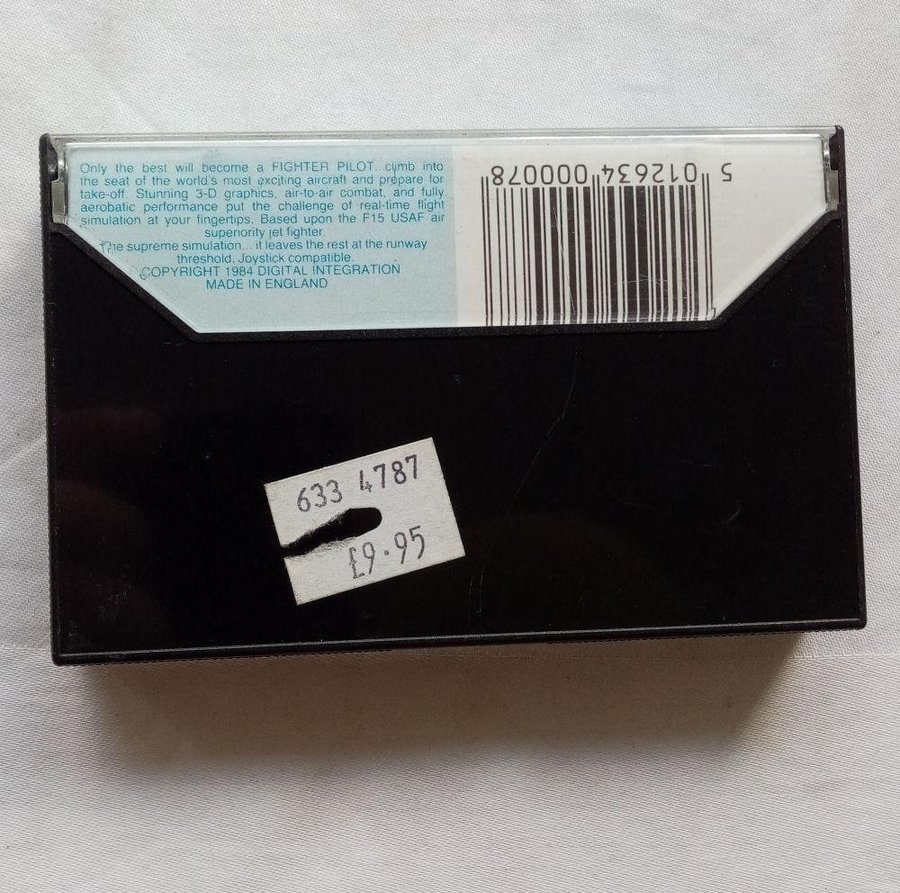 Only the best will become a FIGHTER PILOT..climb into
the seat of the world's most exciting aircraft and prepare for
take-off. Stunning 3-D graphics, air-to-air combat, and fully
aerobatic performance put the challenge of real-time flight
simulation at your fingertips. Based upon the F15 USAF air
superiority jet fighter.
The supreme simulation... it leaves the rest at the runway
threshold. Joystick compatible.
COPYRIGHT 1984 DIGITAL INTEGRATION
MADE IN ENGLAND
5 012634 000078
633 4787
£9.95